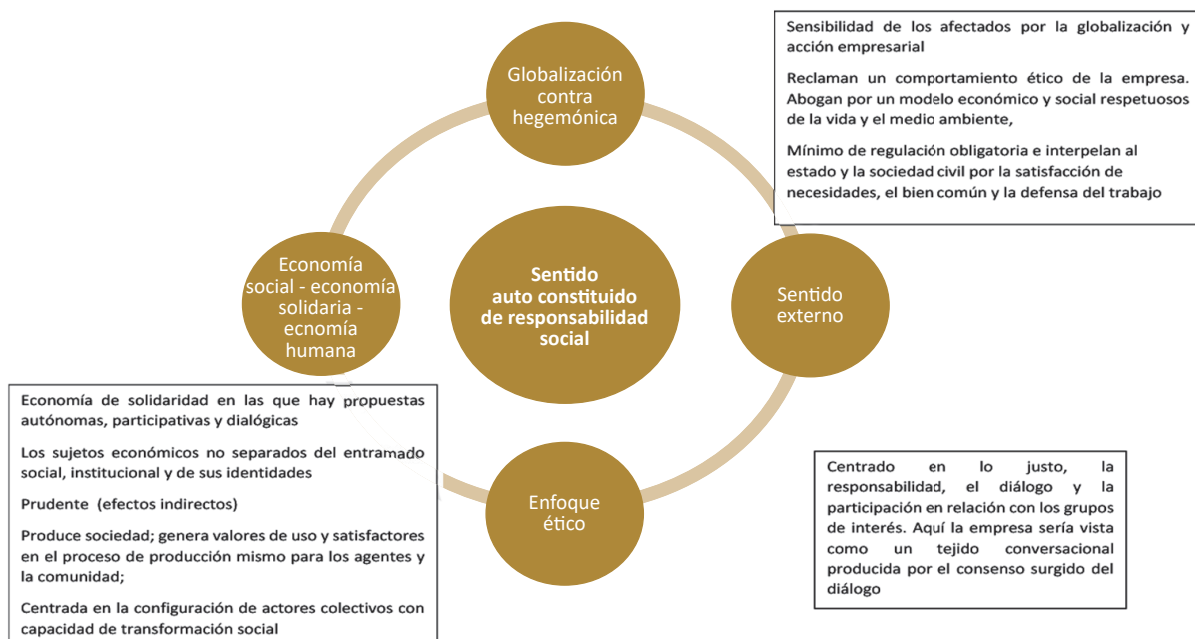 Globalización
contra
hegemónica
Sensibilidad de los afectados por la globalización y
acción empresarial
Reclaman un comportamiento ético de la empresa.
Abogan por un modelo económico y social respetuosos
de la vida y el medio ambiente,
Mínimo de regulación obligatoria e interpelan al
estado y la sociedad civil por la satisfacción de
necesidades, el bien común y la defensa del trabajo
Economía
social - economía
solidaria -
ecnomía
humana
Sentido
auto constituido
de responsabilidad
social
Sentido
externo
Economía de solidaridad en las que hay propuestas
autónomas, participativas y dialógicas
Los sujetos económicos no separados del entramado
social, institucional y de sus identidades
Prudente (efectos indirectos)
Produce sociedad; genera valores de uso y satisfactores
en el proceso de producción mismo para los agentes y
la comunidad;
Centrada en la configuración de actores colectivos con
capacidad de transformación social
Enfoque
ético
Centrado en lo justo, la
responsabilidad, el diálogo y la
participación en relación con los grupos
de interés. Aquí la empresa sería vista
como un tejido conversacional
producida por el consenso surgido del
diálogo